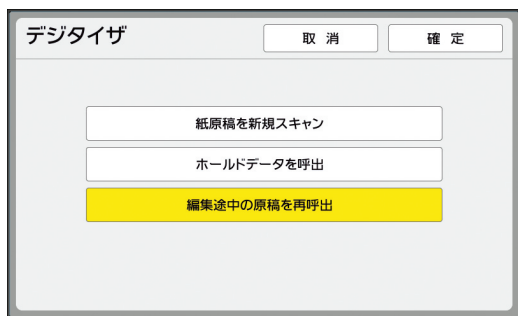 デジタイザ
取 消
確 定
紙原稿を新規スキャン
ホールドデータを呼出
編集途中の原稿を再呼出